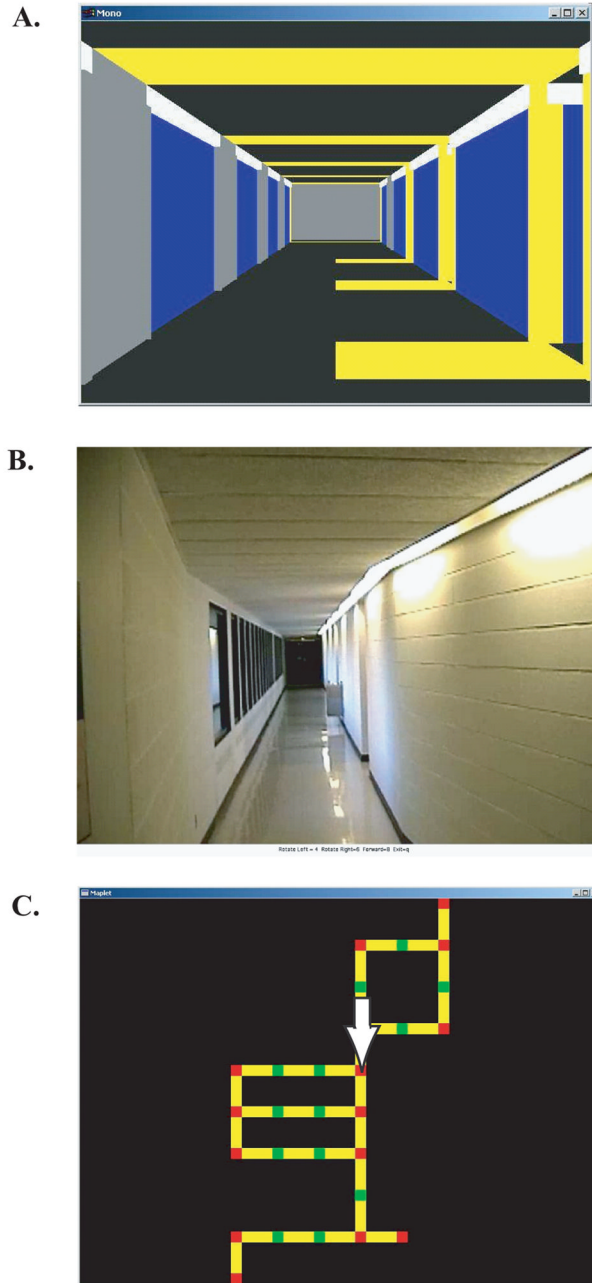 A.
Mono
B.
Rotate Left = 4 Rotate Right=6 Forward=8 Exit=q
C.
Maplet